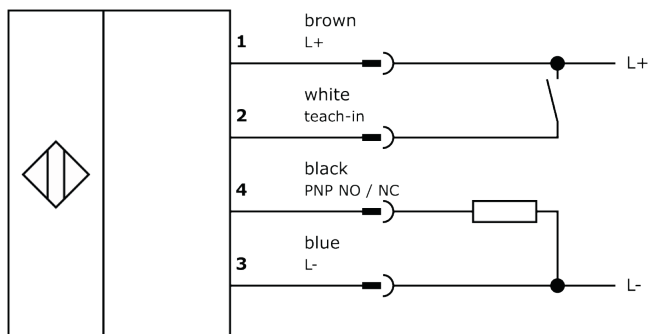 brown
1
L+
L+
white
2
teach-in
black
4
PNP NO / NC
blue
3
L-
L-